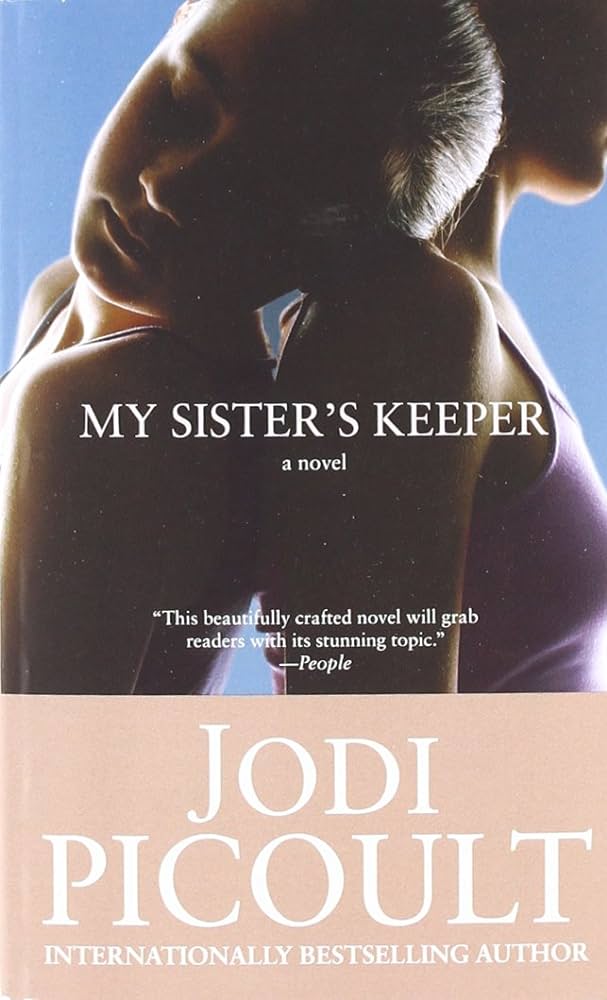 MY SISTER'S KEEPER
a novel
“This beautifully crafted novel will grab
readers with its stunning topic.”
—People
JODI
PICOULT
INTERNATIONALLY BESTSELLING AUTHOR